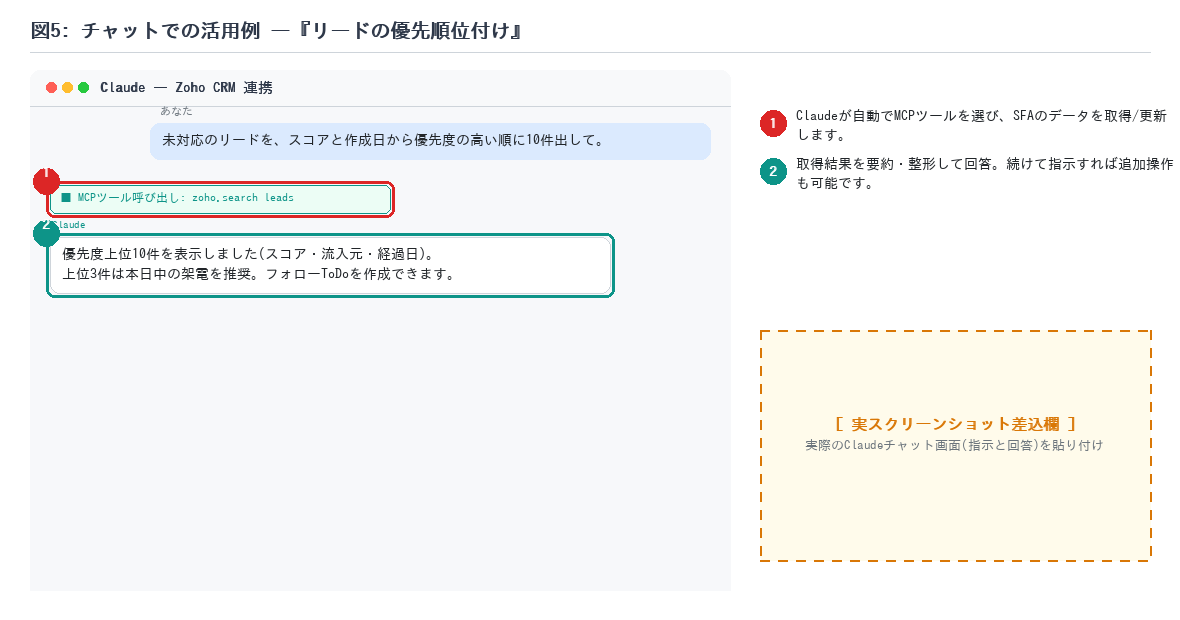 図5: チャットでの活用例 ―『リードの優先順位付け』
Claude ― Zoho CRM 連携
あなた
未対応のリードを、スコアと作成日から優先度の高い順に10件出して。
1
■ MCPツール呼び出し: zoho.search leads
2
laude
優先度上位10件を表示しました(スコア・流入元・経過日)。
上位3件は本日中の架電を推奨。フォローToDoを作成できます。
1
Claudeが自動でMCPツールを選び、SFAのデータを取得/更新
します。
2
取得結果を要約・整形して回答。続けて指示すれば追加操作
も可能です。
[ 実スクリーンショット差込欄 ]
実際のClaudeチャット画面(指示と回答)を貼り付け